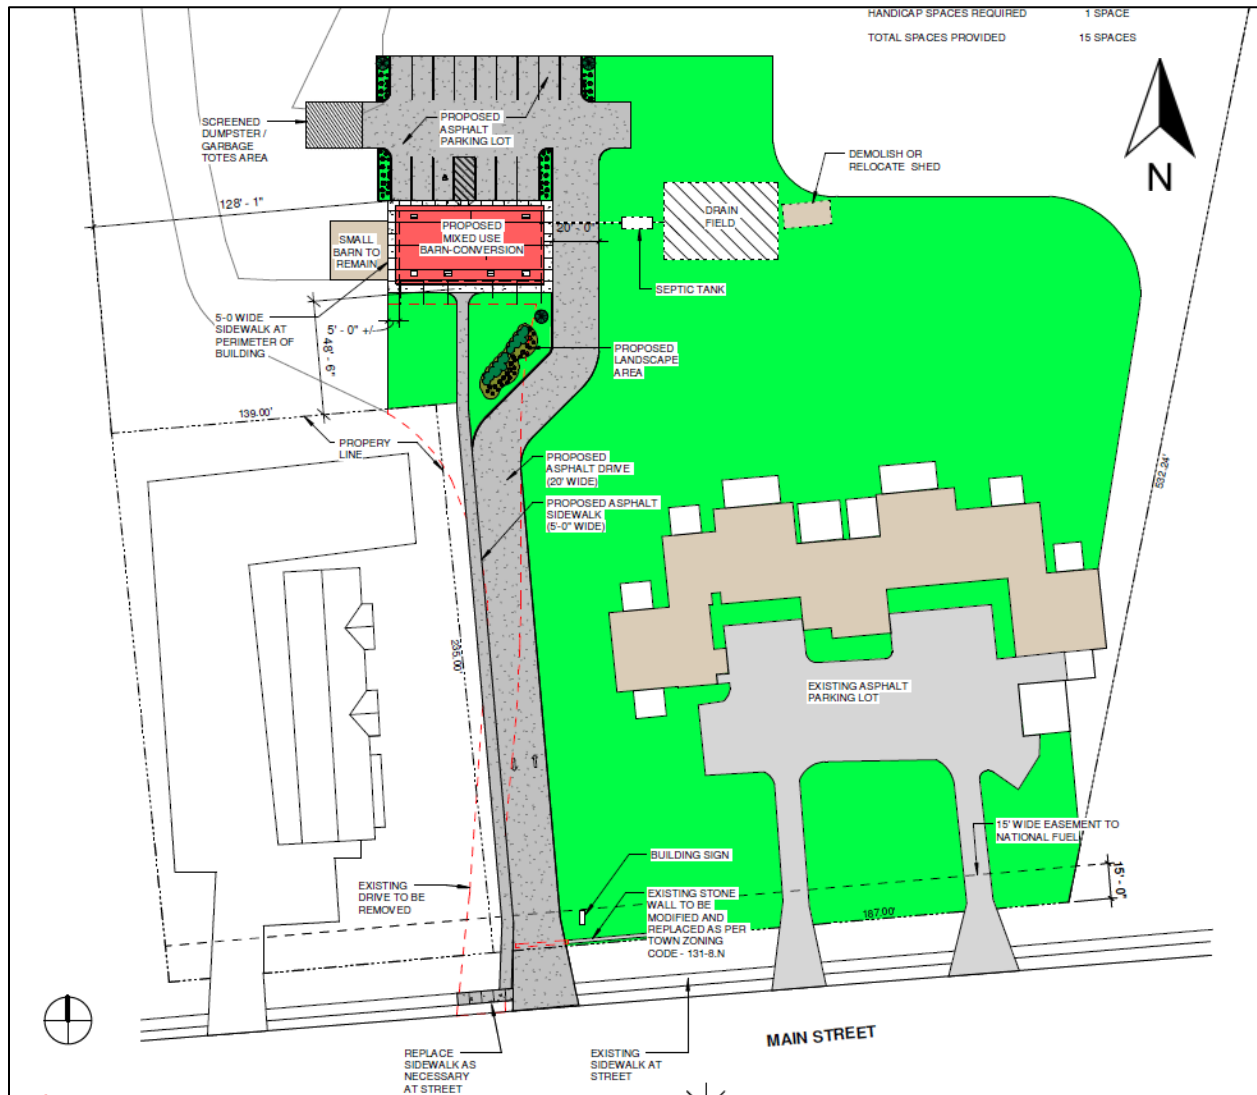 HANDICAP SPACES REQUIRED 1 SPACE
TOTAL SPACES PROVIDED 15 SPACES
N
SCREENED
DUMPSTER /
GARBAGE
TOTES AREA
PROPOSED
ASPHALT
PARKING LOT
DEMOLISH OR
RELOCATE SHED
128' - 1"
SMALL
BARN TO
REMAIN
PROPOSED
MIXED USE
BARN-CONVERSION
20' - 0"
DRAIN
FIELD
SEPTIC TANK
5-0 WIDE
SIDEWALK AT
PERIMETER OF
BUILDING
5' - 0" +/-
48' - 6"
PROPOSED
LANDSCAPE
AREA
139.00'
PROPERY
LINE
PROPOSED
ASPHALT DRIVE
(20' WIDE)
PROPOSED ASPHALT
SIDEWALK
(5'-0" WIDE)
532.24'
EXISTING ASPHALT
PARKING LOT
15' WIDE EASEMENT TO
NATIONAL FUEL
15' - 0"
BUILDING SIGN
EXISTING
DRIVE TO BE
REMOVED
EXISTING STONE
WALL TO BE
MODIFIED AND
REPLACED AS PER
TOWN ZONING
CODE - 131-8.N
187.00'
MAIN STREET
REPLACE
SIDEWALK AS
NECESSARY
AT STREET
EXISTING
SIDEWALK AT
STREET